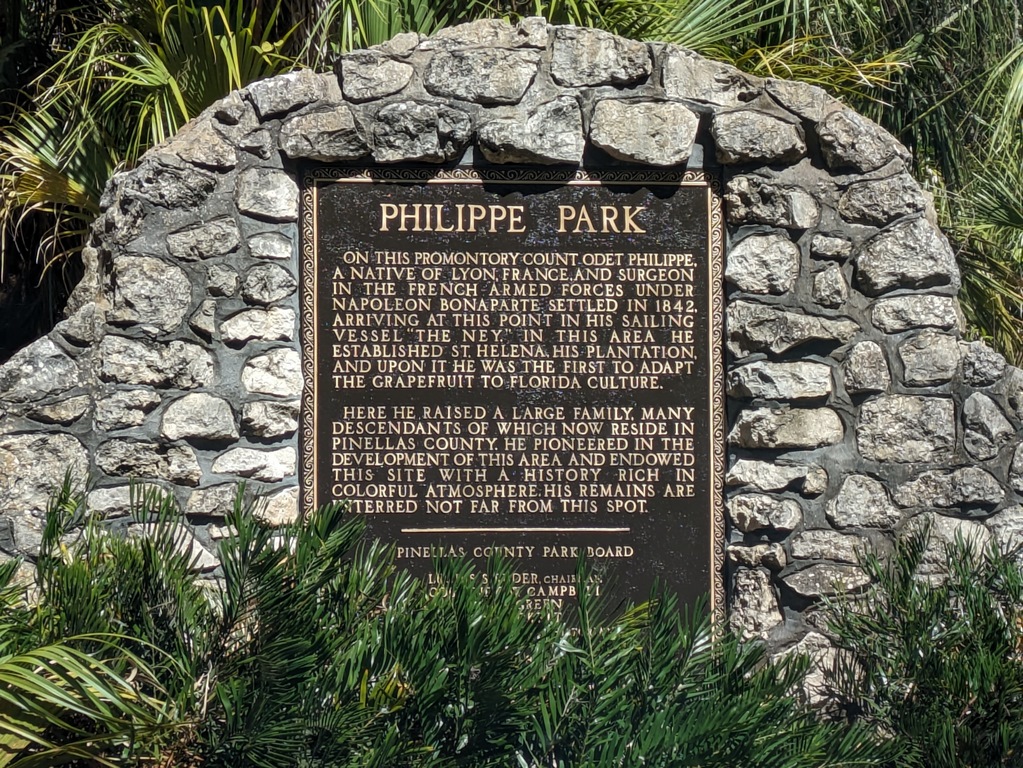 PHILIPPE PARK
ON THIS PROMONTORY COUNT ODET PHILIPPE,
A NATIVE OF LYON, FRANCE, AND SURGEON
IN THE FRENCH ARMED FORCES UNDER
NAPOLEON BONAPARTE SETTLED IN 1842,
ARRIVING AT THIS POINT IN HIS SAILING
VESSEL "THE NEY." IN THIS AREA HE
ESTABLISHED ST. HELENA, HIS PLANTATION,
AND UPON IT HE WAS THE FIRST TO ADAPT
THE GRAPEFRUIT TO FLORIDA CULTURE.
HERE HE RAISED A LARGE FAMILY, MANY
DESCENDANTS OF WHICH NOW RESIDE IN
PINELLAS COUNTY. HE PIONEERED IN THE
DEVELOPMENT OF THIS AREA AND ENDOWED
THIS SITE WITH A HISTORY RICH IN
COLORFUL ATMOSPHERE. HIS REMAINS ARE
NTERRED NOT FAR FROM THIS SPOT.
PINELLAS COUNTY PARK BOARD
CAMPB
GREEN